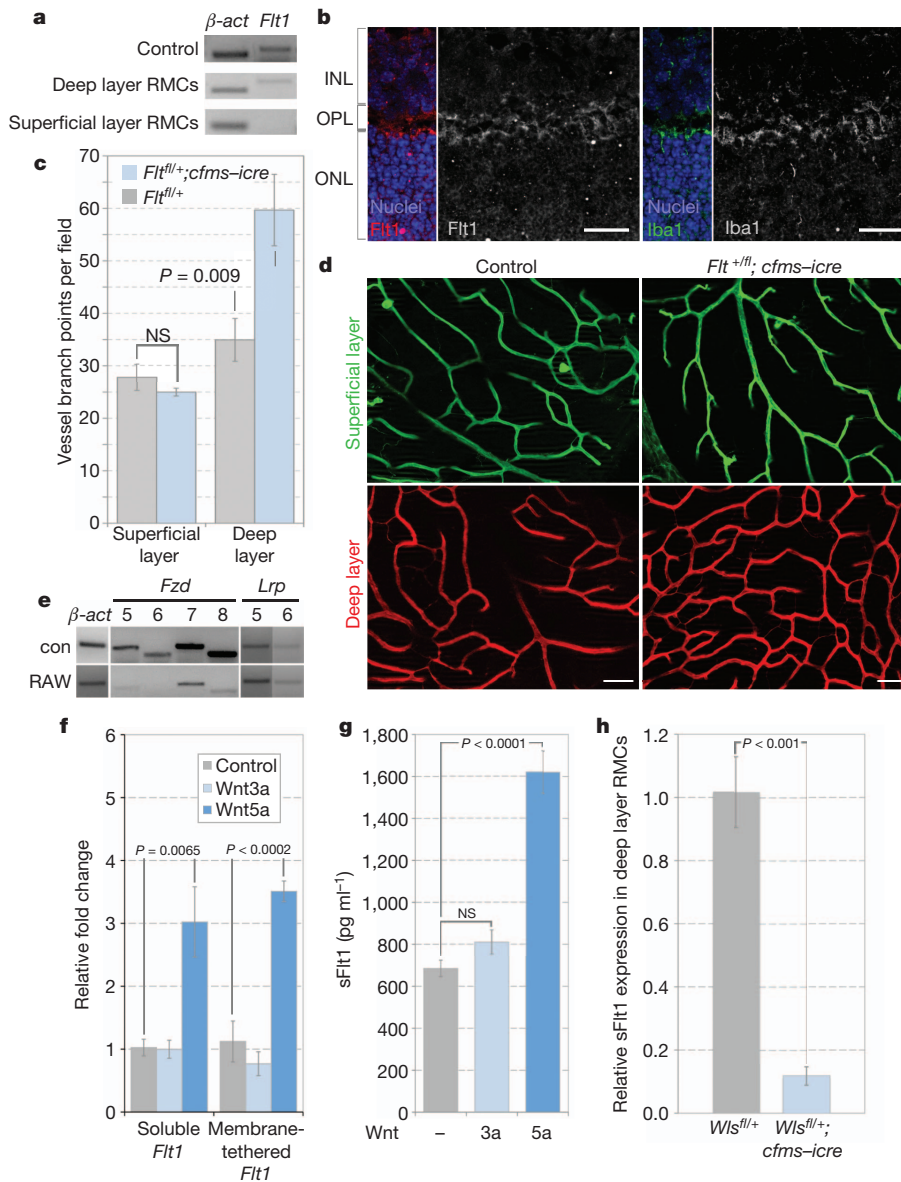 a
β-act Flt1
Control
Deep layer RMCs
Superficial layer RMCs
b
INL
OPL
ONL
Nuclei
Flt1
Flt1
Nuclei
Iba1
Iba1
c
Vessel branch points per field
70
60
50
40
30
20
10
0
Flt^fl/+;cfms–icre
Flt^fl/+
NS
P = 0.009
Superficial layer
Deep layer
d
Control
Flt^+/fl; cfms–icre
Superficial layer
Deep layer
e
Fzd Lrp
β-act 5 6 7 8 5 6
con
RAW
f
Relative fold change
6
5
4
3
2
1
0
Control
Wnt3a
Wnt5a
P = 0.0065
P < 0.0002
Soluble
Flt1
Membrane-
tethered
Flt1
g
sFlt1 (pg ml⁻¹)
1,800
1,600
1,400
1,200
1,000
800
600
400
200
0
P < 0.0001
NS
Wnt – 3a 5a
h
Relative sFlt1 expression in deep layer RMCs
1.2
1.0
0.8
0.6
0.4
0.2
0.0
P < 0.001
Wls^fl/+
Wls^fl/+;
cfms–icre